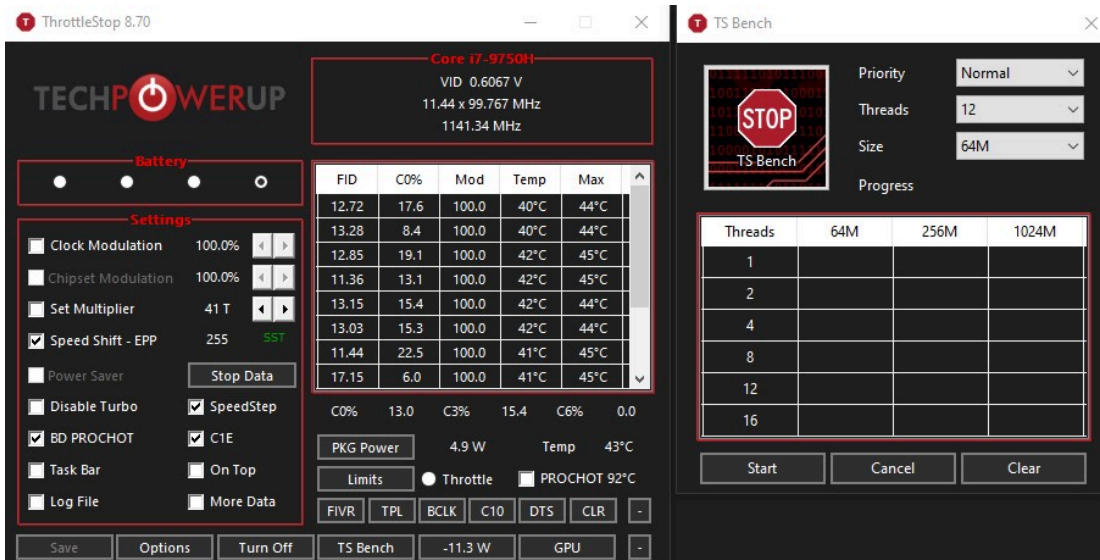 ThrottleStop 8.70
TECHPOWERUP
Core i7-9750H
VID 0.6067 V
11.44 x 99.767 MHz
1141.34 MHz
Battery
Settings
Clock Modulation 100.0%
Chipset Modulation 100.0%
Set Multiplier 41 T
Speed Shift - EPP 255 SST
Power Saver Stop Data
Disable Turbo SpeedStep
BD PROCHOT C1E
Task Bar On Top
Log File More Data
Save Options Turn Off
FID C0% Mod Temp Max
12.72 17.6 100.0 40°C 44°C
13.28 8.4 100.0 40°C 44°C
12.85 19.1 100.0 42°C 45°C
11.36 13.1 100.0 42°C 45°C
13.15 15.4 100.0 42°C 44°C
13.03 15.3 100.0 42°C 44°C
11.44 22.5 100.0 41°C 45°C
17.15 6.0 100.0 41°C 45°C
C0% 13.0 C3% 15.4 C6% 0.0
PKG Power 4.9 W Temp 43°C
Limits Throttle PROCHOT 92°C
FIVR TPL BCLK C10 DTS CLR -
TS Bench -11.3 W GPU -
TS Bench
STOP
TS Bench
Priority Normal
Threads 12
Size 64M
Progress
Threads 64M 256M 1024M
1
2
4
8
12
16
Start Cancel Clear